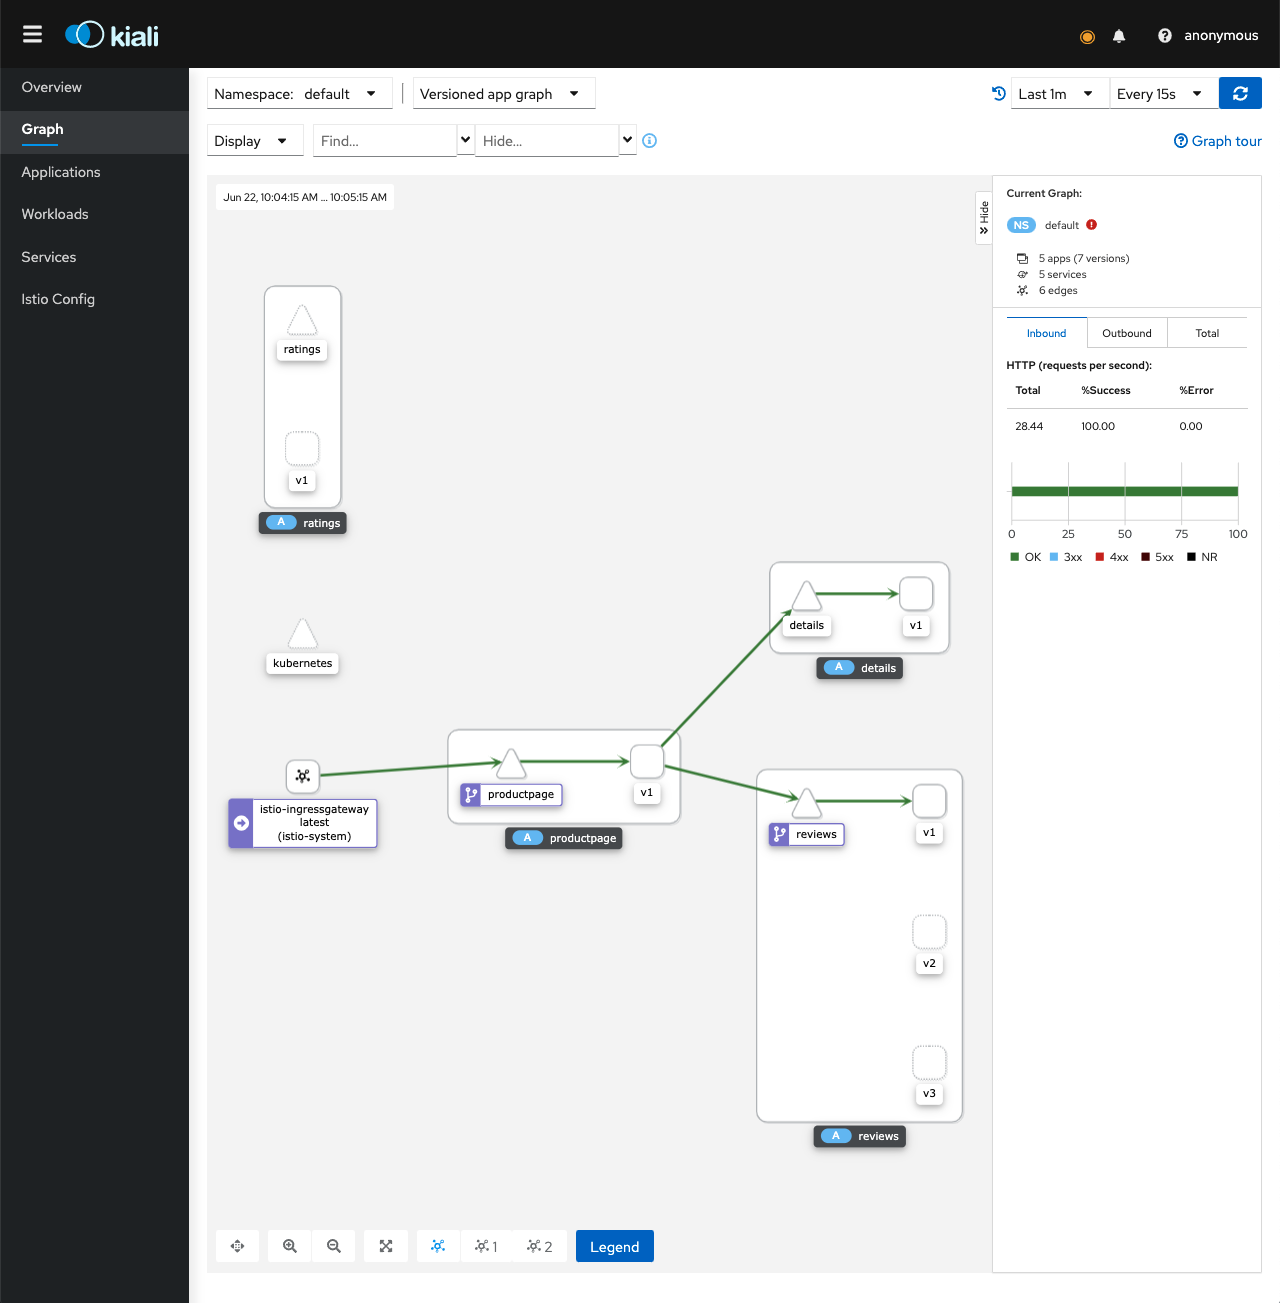 kiali
anonymous
Overview
Graph
Applications
Workloads
Services
Istio Config
Namespace: default
Versioned app graph
Last 1m
Every 15s
Display
Find...
Hide...
Graph tour
Jun 22, 10:04:15 AM ... 10:05:15 AM
Hide
ratings
v1
A ratings
kubernetes
istio-ingressgateway
latest
(istio-system)
productpage
v1
A productpage
details
v1
A details
reviews
v1
v2
v3
A reviews
1
2
Legend
Current Graph:
NS default
5 apps (7 versions)
5 services
6 edges
Inbound
Outbound
Total
HTTP (requests per second):
Total %Success %Error
28.44 100.00 0.00
0 25 50 75 100
OK 3xx 4xx 5xx NR